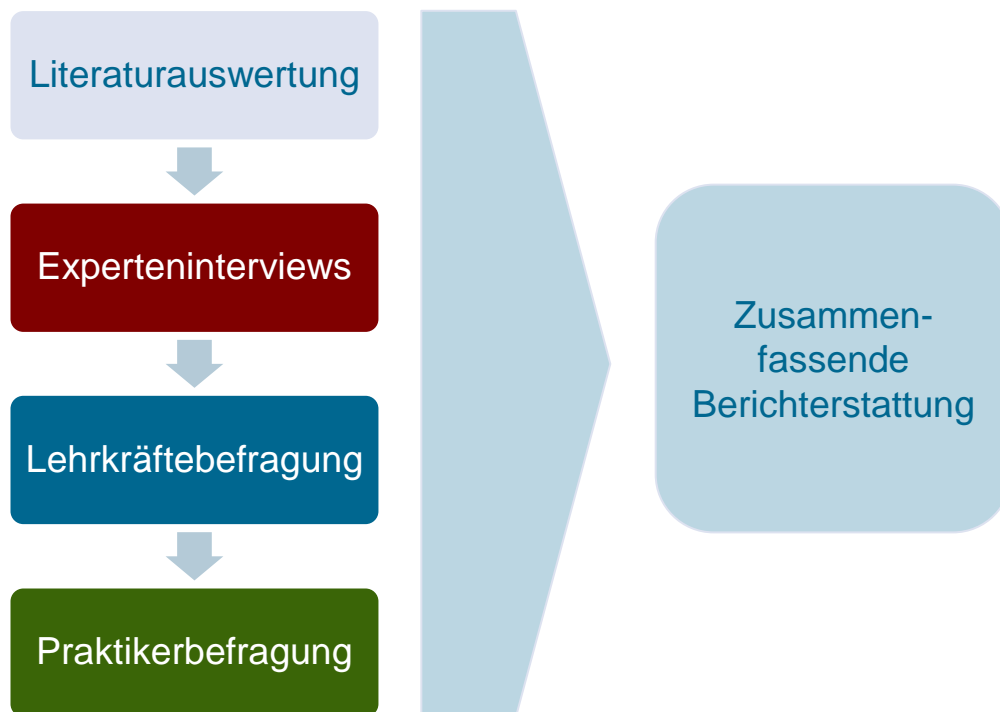 Literaturauswertung
Experteninterviews
Lehrkräftebefragung
Praktikerbefragung
Zusammen-
fassende
Berichterstattung